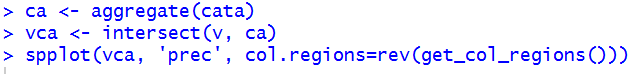 > ca <- aggregate(cata)
> vca <- intersect(v, ca)
> spplot(vca, 'prec', col.regions=rev(get_col_regions()))